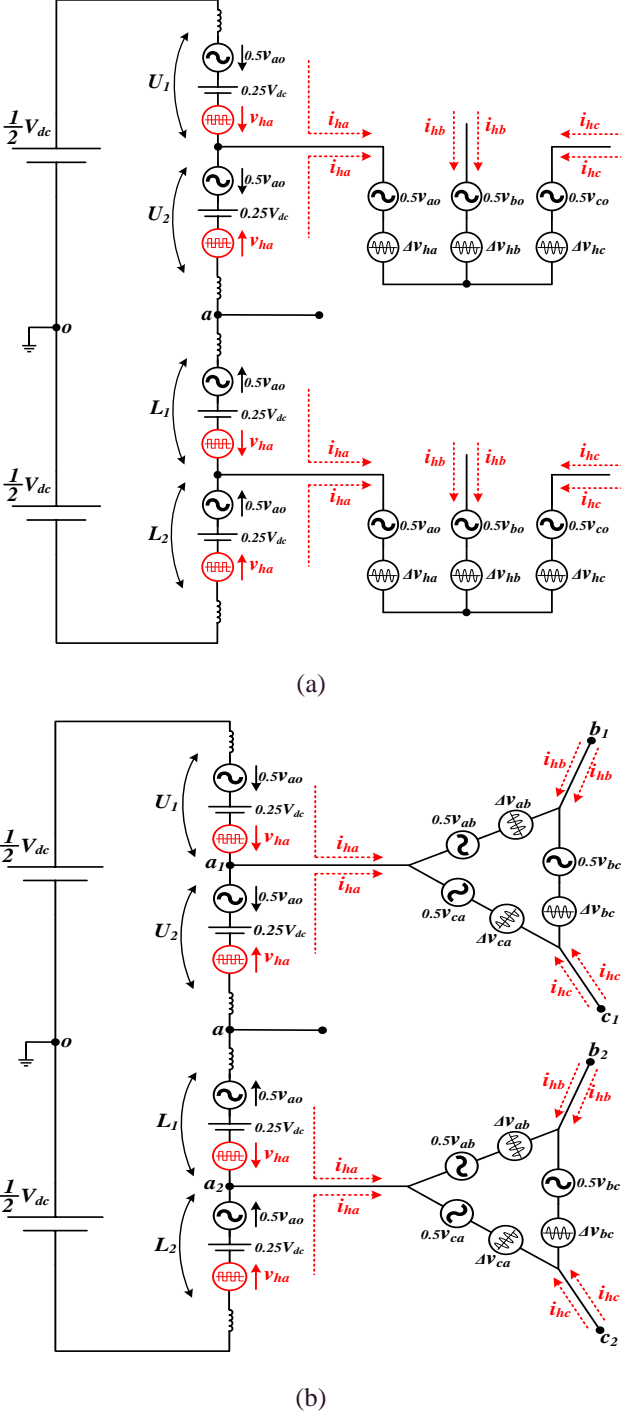 0.5v_ao
U_1 0.25V_dc
1/2 V_dc v_ha i_ha i_hb i_hb i_hc
i_hc
0.5v_ao i_ha
U_2 0.25V_dc 0.5v_ao 0.5v_bo 0.5v_co
v_ha Δv_ha Δv_hb Δv_hc
a
o
0.5v_ao
L_1 0.25V_dc
v_ha i_ha i_hb i_hb i_hc
1/2 V_dc i_ha i_hc
L_2 0.5v_ao 0.5v_ao 0.5v_bo 0.5v_co
0.25V_dc
v_ha Δv_ha Δv_hb Δv_hc
(a)
b_1
0.5v_ao i_hb i_hb
U_1 0.25V_dc Δv_ab
1/2 V_dc v_ha i_ha 0.5v_ab
a_1 i_ha 0.5v_bc
U_2 0.5v_ao 0.5v_ca
0.25V_dc Δv_ca Δv_bc
v_ha i_hc i_hc
c_1
a
o b_2
0.5v_ao i_hb i_hb
L_1 0.25V_dc Δv_ab
v_ha i_ha 0.5v_ab
a_2 i_ha 0.5v_bc
1/2 V_dc 0.5v_ao 0.5v_ca
L_2 0.25V_dc Δv_ca Δv_bc
v_ha i_hc i_hc
c_2
(b)